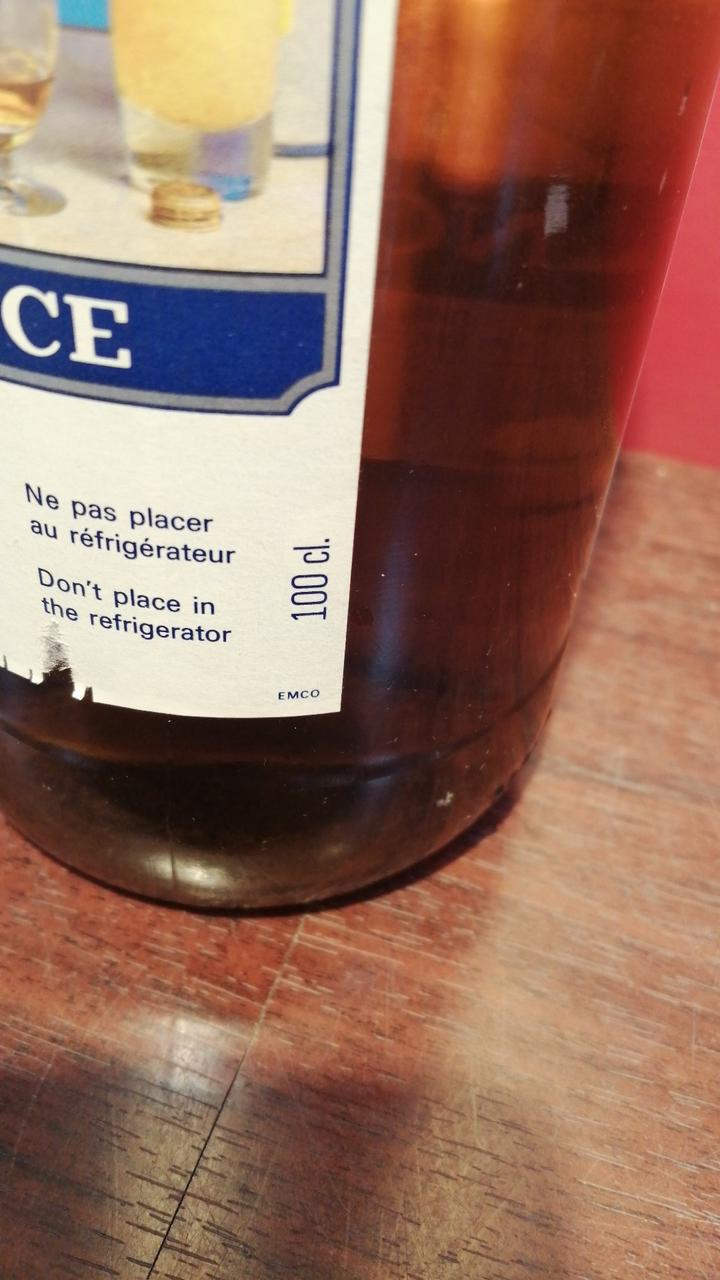 CE
Ne pas placer
au réfrigérateur
Don't place in
the refrigerator
100 cl.
EMCO